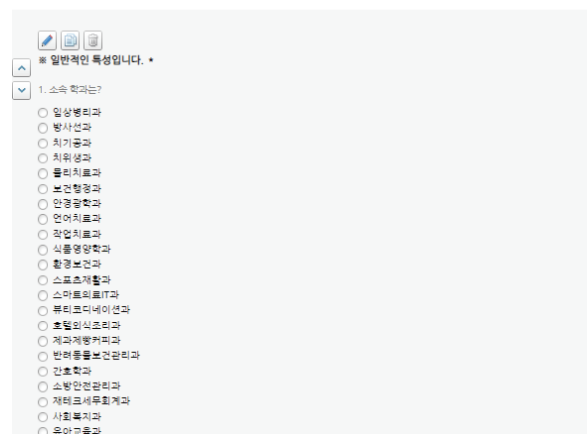 ※ 일반적인 특성입니다. *
1. 소속 학과는?
임상병리과
방사선과
치기공과
치위생과
물리치료과
보건행정과
안경광학과
언어치료과
작업치료과
식품영양학과
환경보건과
스포츠재활과
스마트의료IT과
뷰티코디네이션과
호텔외식조리과
제과제빵커피과
반려동물보건관리과
간호학과
소방안전관리과
재테크세무회계과
사회복지과
유아교육과